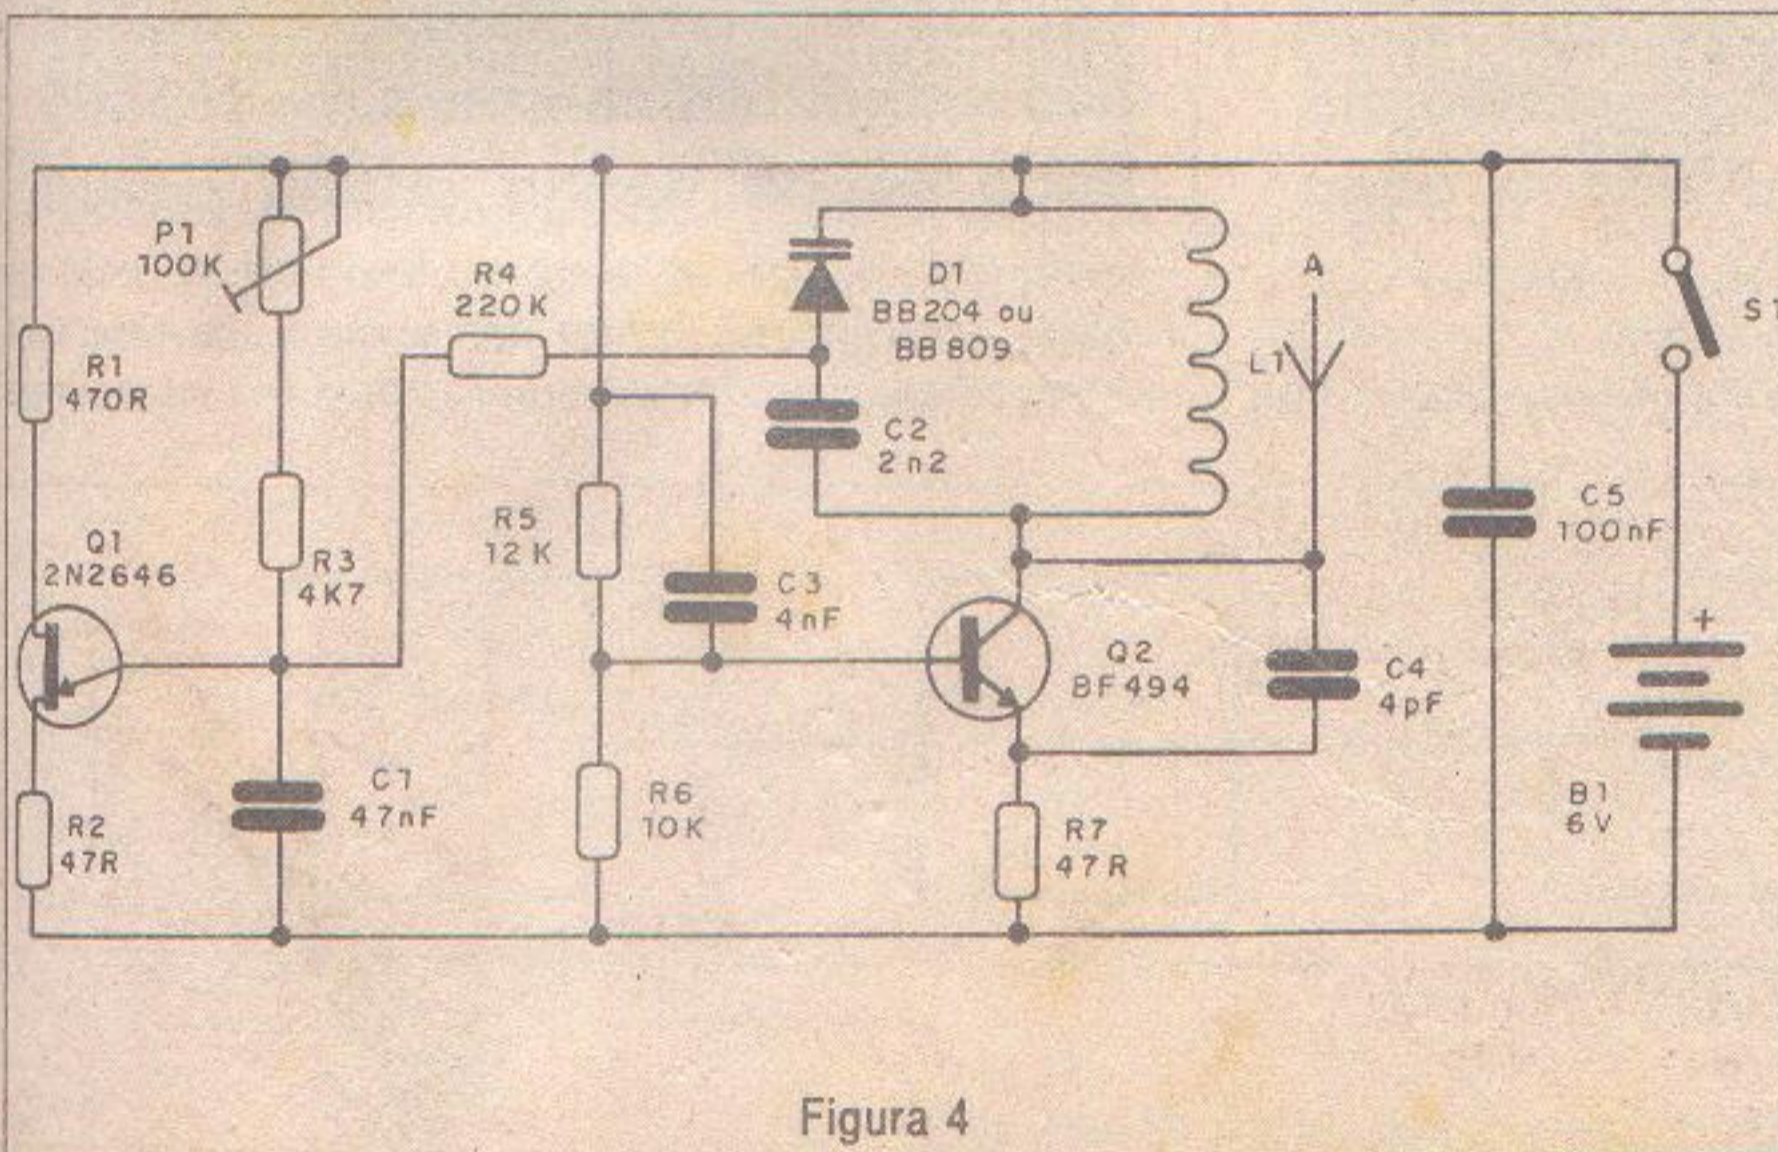 P1
100K
R4
220K
D1
BB204 ou
BB809
A
L1
S1
R1
470R
C2
2n2
R5
12K
C5
100nF
Q1
2N2646
R3
4K7
C3
4nF
+
Q2
BF494
C4
4pF
C1
47nF
R6
10K
R7
47R
B1
6V
R2
47R
Figura 4